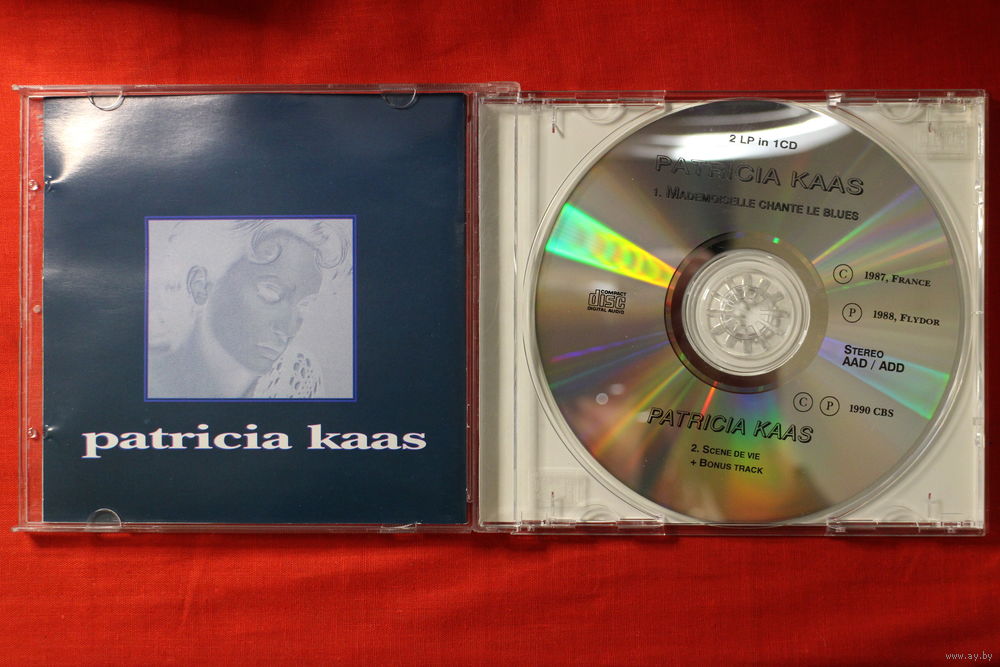 patricia kaas
2 LP in 1CD
PATRICIA KAAS
1. MADEMOISELLE CHANTE LE BLUES
COMPACT
disc
DIGITAL AUDIO
C 1987, FRANCE
P 1988, FLYDOR
STEREO
AAD / ADD
C P 1990 CBS
PATRICIA KAAS
2. SCENE DE VIE
+ BONUS TRACK
www.ay.by